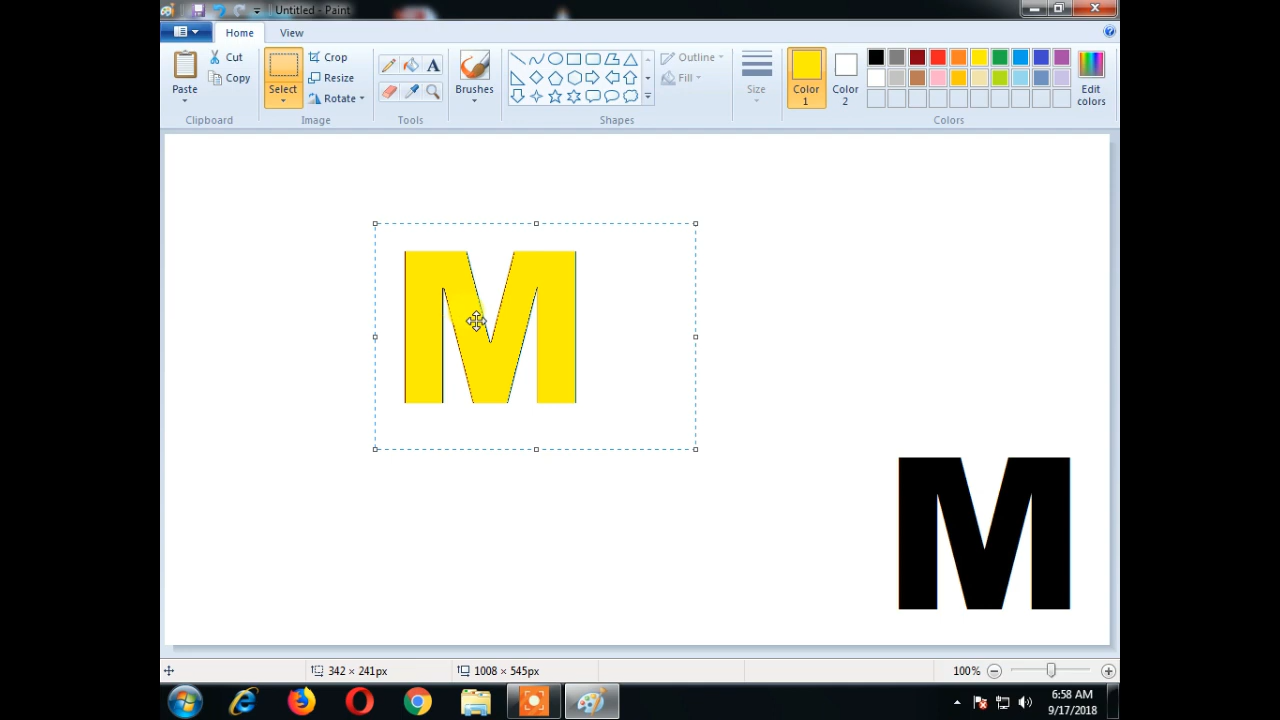 Untitled - Paint
Home
View
Paste
Cut
Copy
Clipboard
Select
Crop
Resize
Rotate
Image
A
Tools
Brushes
Outline
Fill
Shapes
Size
Color 1
Color 2
Edit colors
Colors
M
M
342 × 241px
1008 × 545px
100%
6:58 AM
9/17/2018